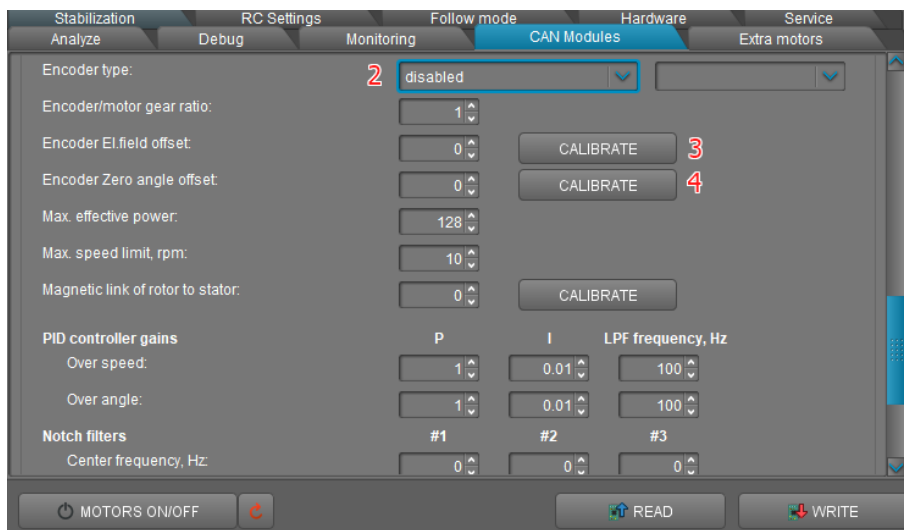 Stabilization RC Settings Follow mode Hardware Service
Analyze Debug Monitoring CAN Modules Extra motors
Encoder type: 2 disabled
Encoder/motor gear ratio: 1
Encoder El.field offset: 0 CALIBRATE 3
Encoder Zero angle offset: 0 CALIBRATE 4
Max. effective power: 128
Max. speed limit, rpm: 10
Magnetic link of rotor to stator: 0 CALIBRATE
PID controller gains P I LPF frequency, Hz
Over speed: 1 0.01 100
Over angle: 1 0.01 100
Notch filters #1 #2 #3
Center frequency, Hz: 0 0 0
MOTORS ON/OFF READ WRITE